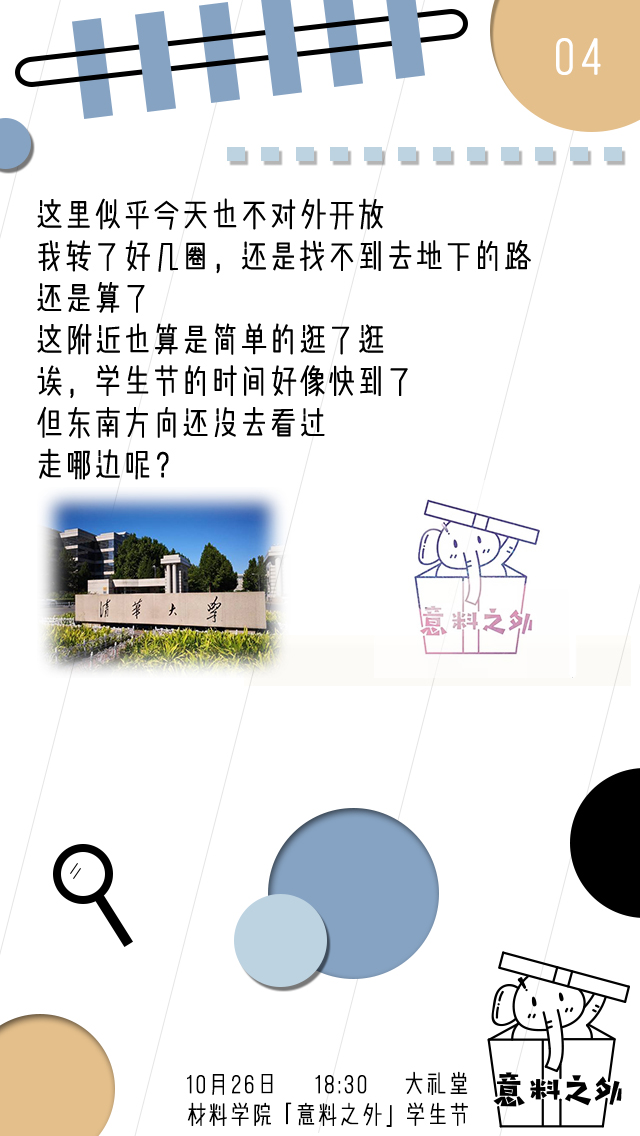 04
这里似乎今天也不对外开放
我转了好几圈，还是找不到去地下的路
还是算了
这附近也算是简单的逛了逛
诶，学生节的时间好像快到了
但东南方向还没去看过
走哪边呢？
清华大学
意料之外
意料之外
10月26日 18:30 大礼堂
材料学院「意料之外」学生节